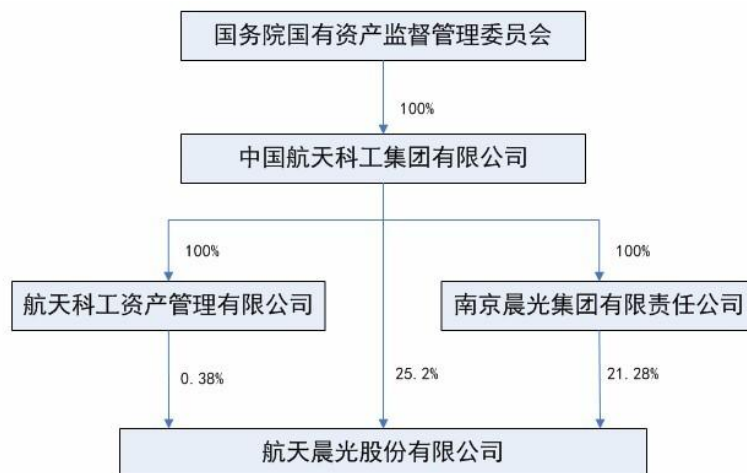 国务院国有资产监督管理委员会
100%
中国航天科工集团有限公司
100%
100%
航天科工资产管理有限公司
南京晨光集团有限责任公司
0.38%
25.2%
21.28%
航天晨光股份有限公司